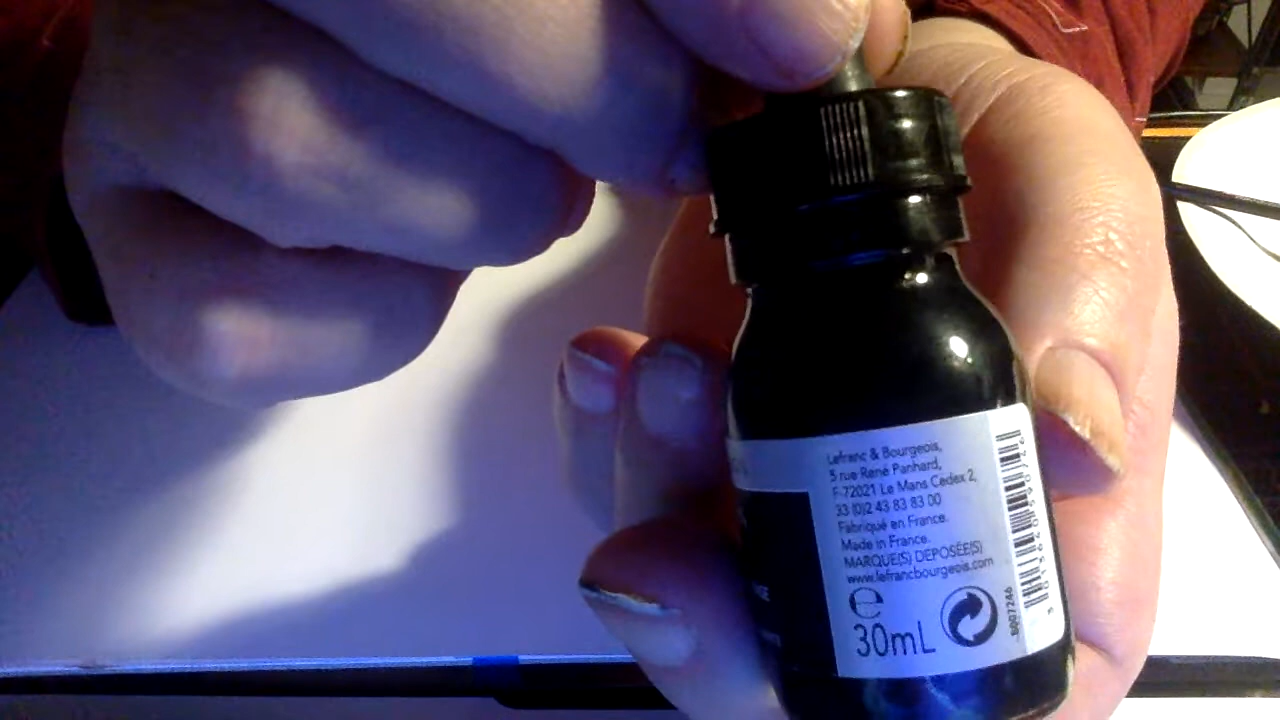 Lefranc & Bourgeois,
5 rue René Panhard,
F-72021 Le Mans Cedex 2,
33 (0)2 43 83 83 00
Fabriqué en France.
Made in France.
MARQUE(S) DEPOSÉE(S)
www.lefrancbourgeois.com
℮
30mL